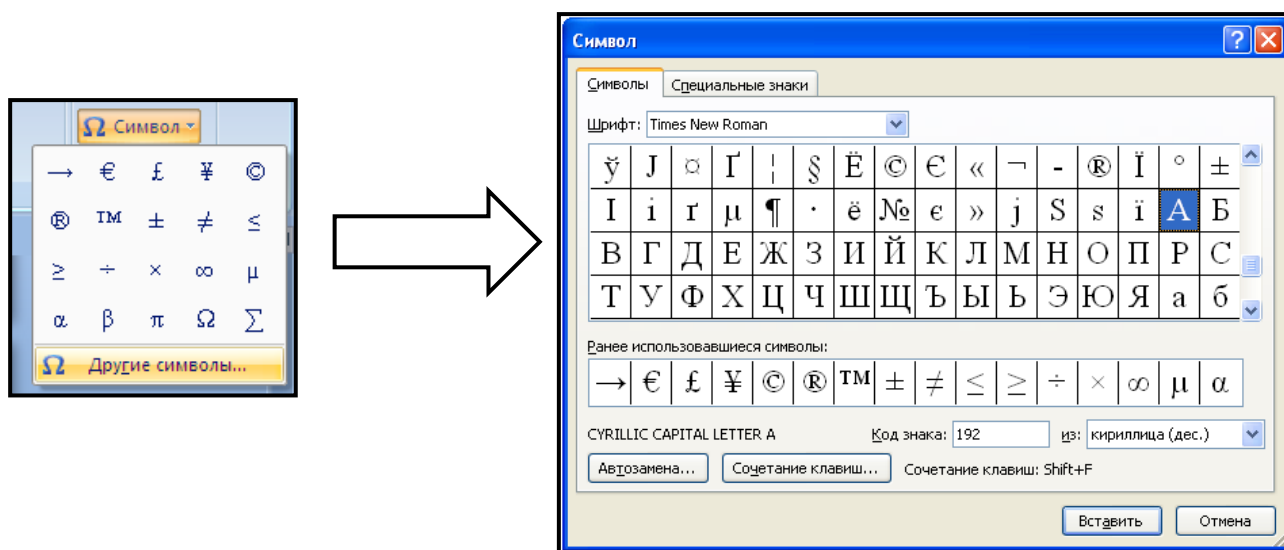 Ω Символ
→ € £ ¥ ©
® ™ ± ≠ ≤
≥ ÷ × ∞ µ
α β π Ω Σ
Ω Другие символы...
Символ
Символы Специальные знаки
Шрифт: Times New Roman
ў Ј ¤ Ґ ¦ § Ё © Є « ¬ - ® Ї ° ±
І і ґ µ ¶ · ё № є » ј Ѕ ѕ ї А Б
В Г Д Е Ж З И Й К Л М Н О П Р С
Т У Ф Х Ц Ч Ш Щ Ъ Ы Ь Э Ю Я а б
Ранее использовавшиеся символы:
→ € £ ¥ © ® ™ ± ≠ ≤ ≥ ÷ × ∞ µ α
CYRILLIC CAPITAL LETTER A Код знака: 192 из: кириллица (дес.)
Автозамена... Сочетание клавиш... Сочетание клавиш: Shift+F
Вставить Отмена